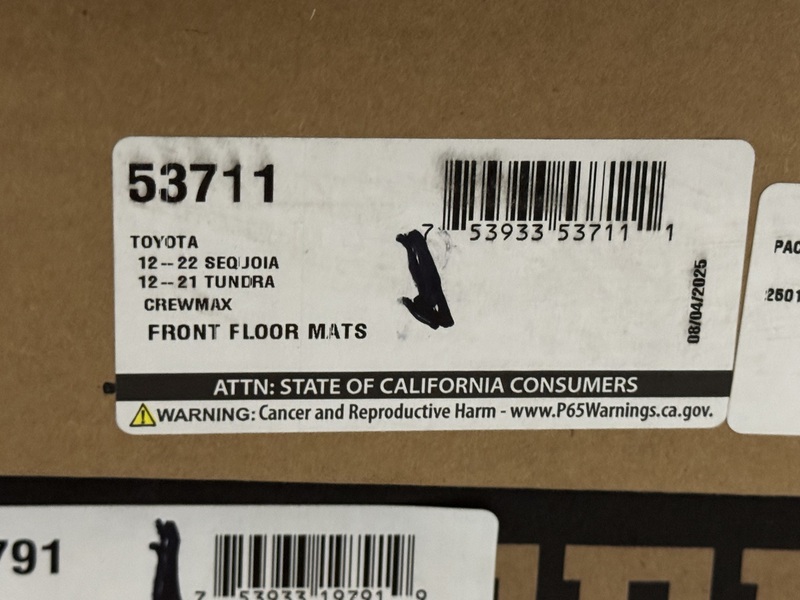 53711
7 53933 53711 1
TOYOTA
12--22 SEQUOIA
12--21 TUNDRA
CREWMAX
FRONT FLOOR MATS
08/04/2025
ATTN: STATE OF CALIFORNIA CONSUMERS
WARNING: Cancer and Reproductive Harm - www.P65Warnings.ca.gov.
PAC
2501
791
7 53933 19791 9